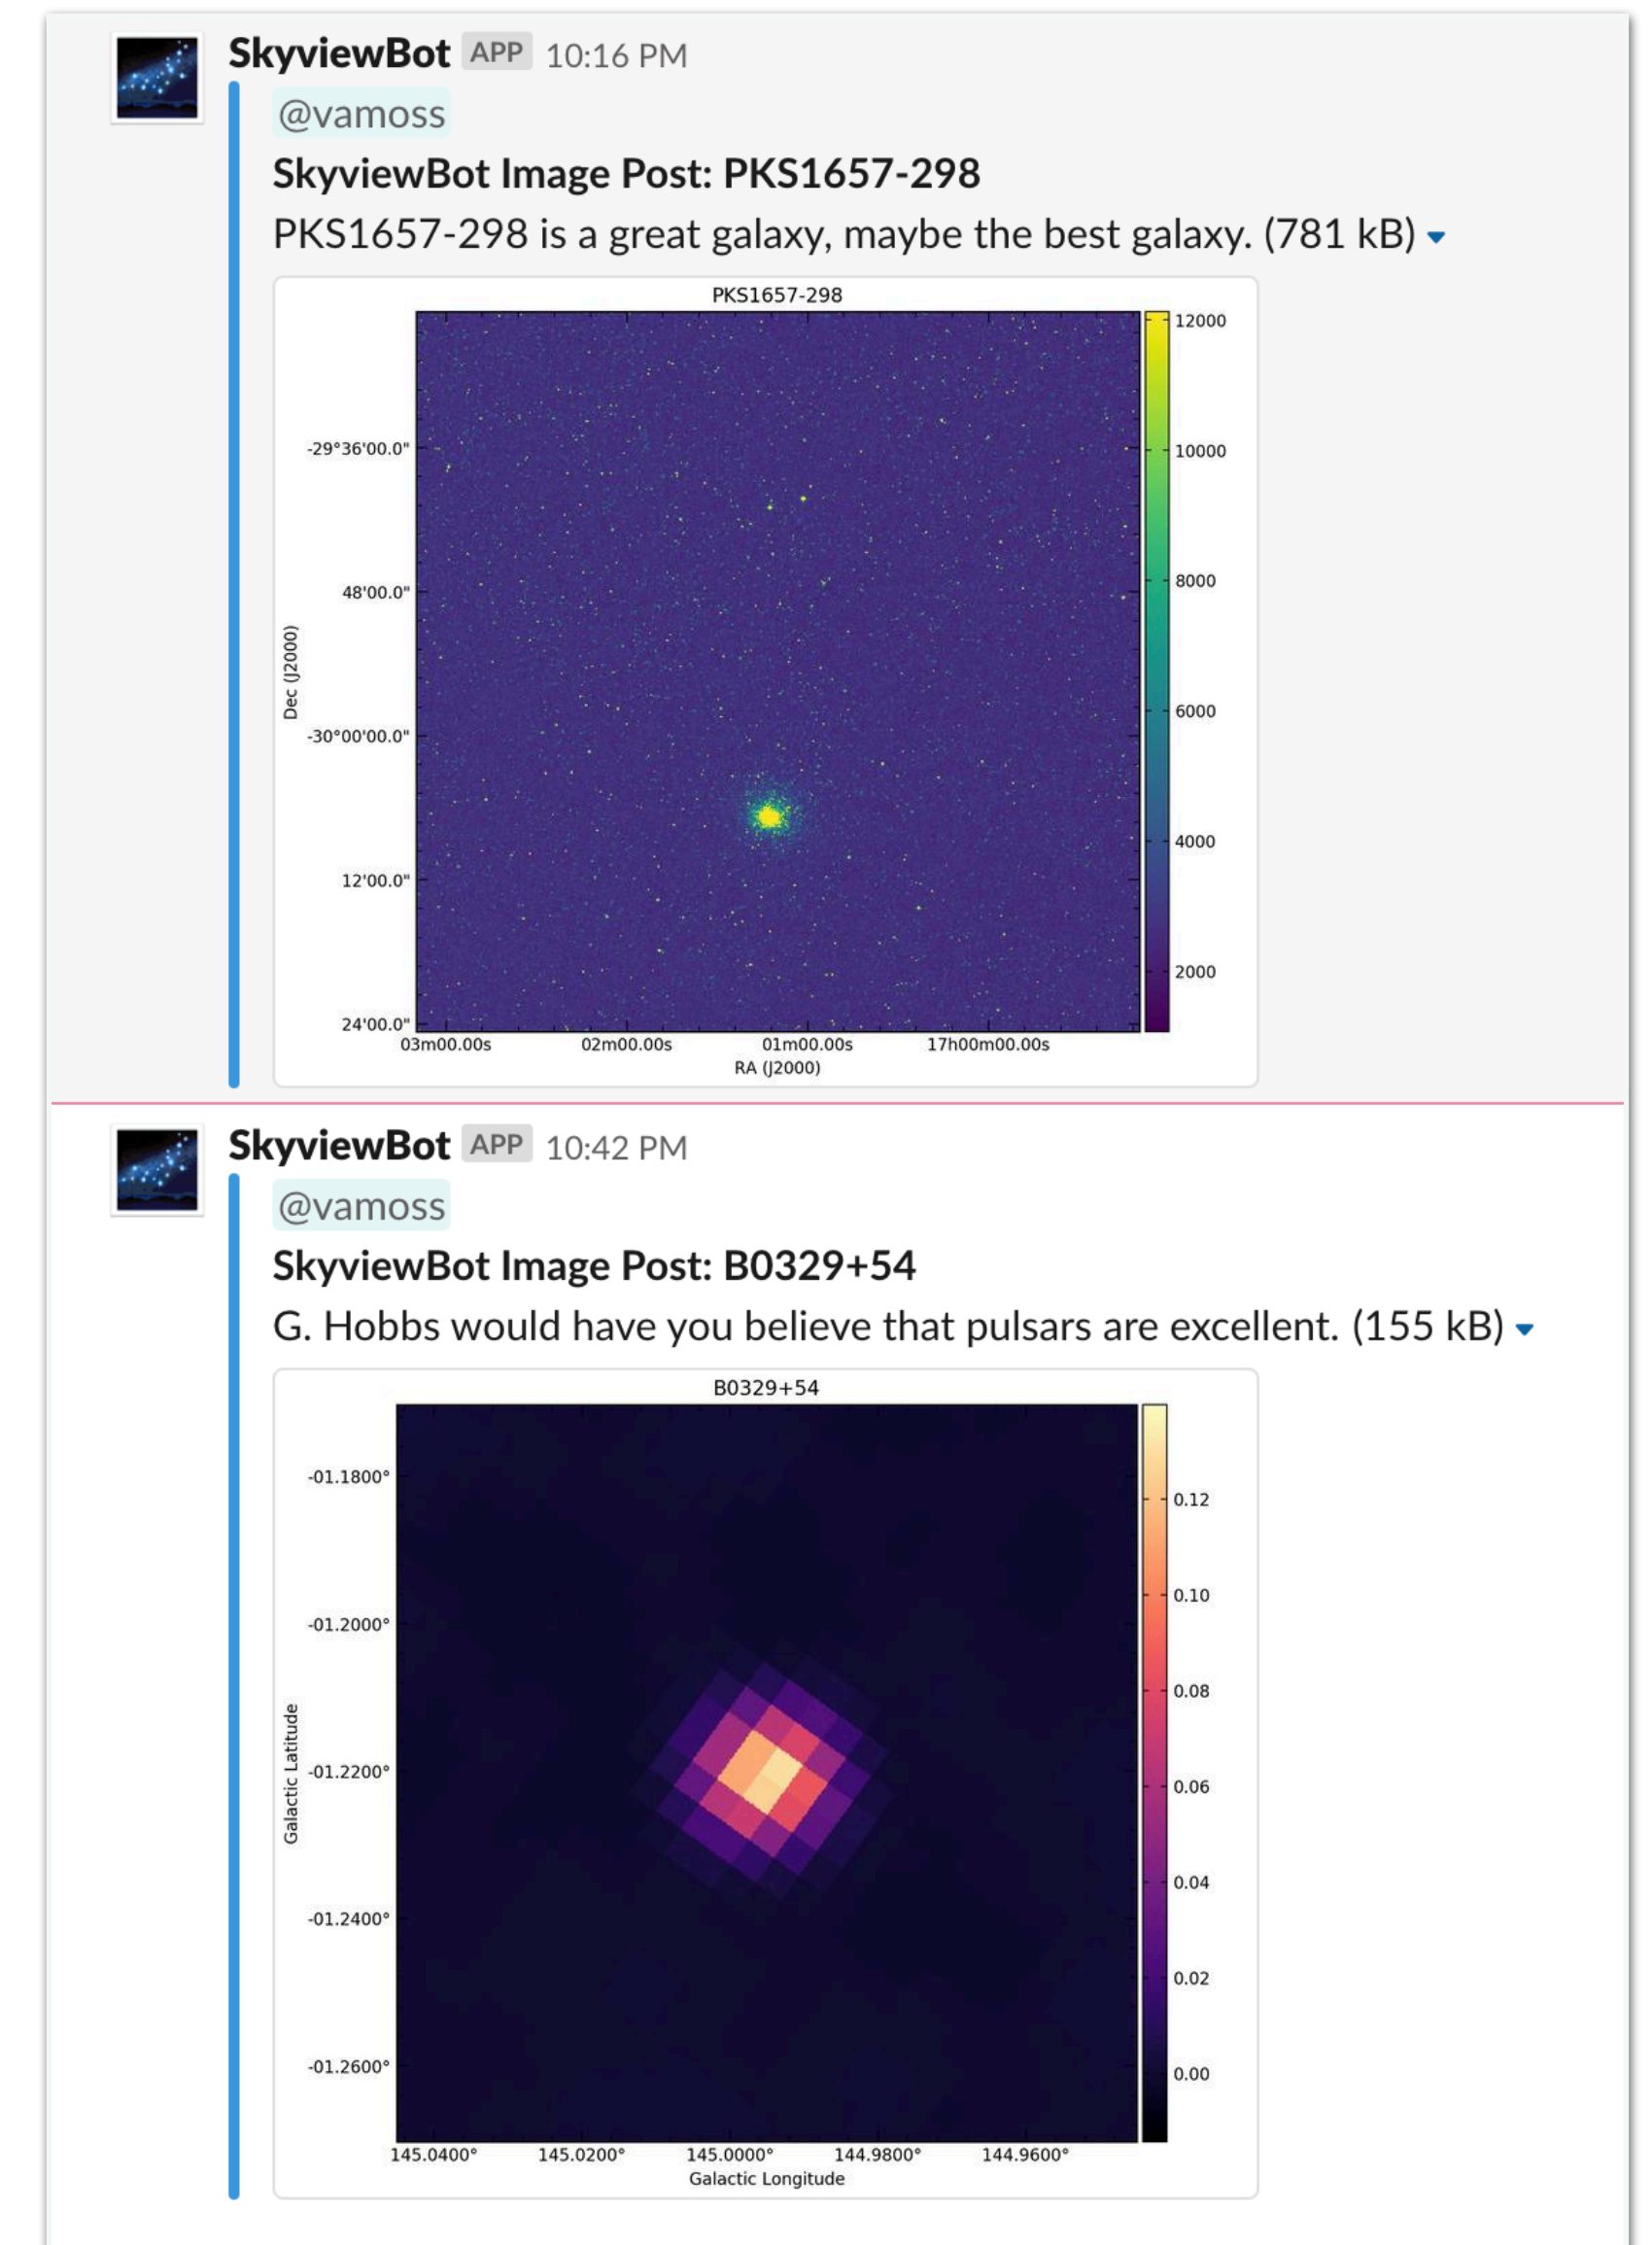 SkyviewBot APP 10:16 PM
@vamoss
SkyviewBot Image Post: PKS1657-298
PKS1657-298 is a great galaxy, maybe the best galaxy. (781 kB)
PKS1657-298
12000
10000
8000
6000
4000
2000
Dec (J2000)
-29°36'00.0"
48'00.0"
-30°00'00.0"
12'00.0"
24'00.0"
03m00.00s 02m00.00s 01m00.00s 17h00m00.00s
RA (J2000)
SkyviewBot APP 10:42 PM
@vamoss
SkyviewBot Image Post: B0329+54
G. Hobbs would have you believe that pulsars are excellent. (155 kB)
B0329+54
0.12
0.10
0.08
0.06
0.04
0.02
0.00
Galactic Latitude
-01.1800°
-01.2000°
-01.2200°
-01.2400°
-01.2600°
145.0400° 145.0200° 145.0000° 144.9800° 144.9600°
Galactic Longitude